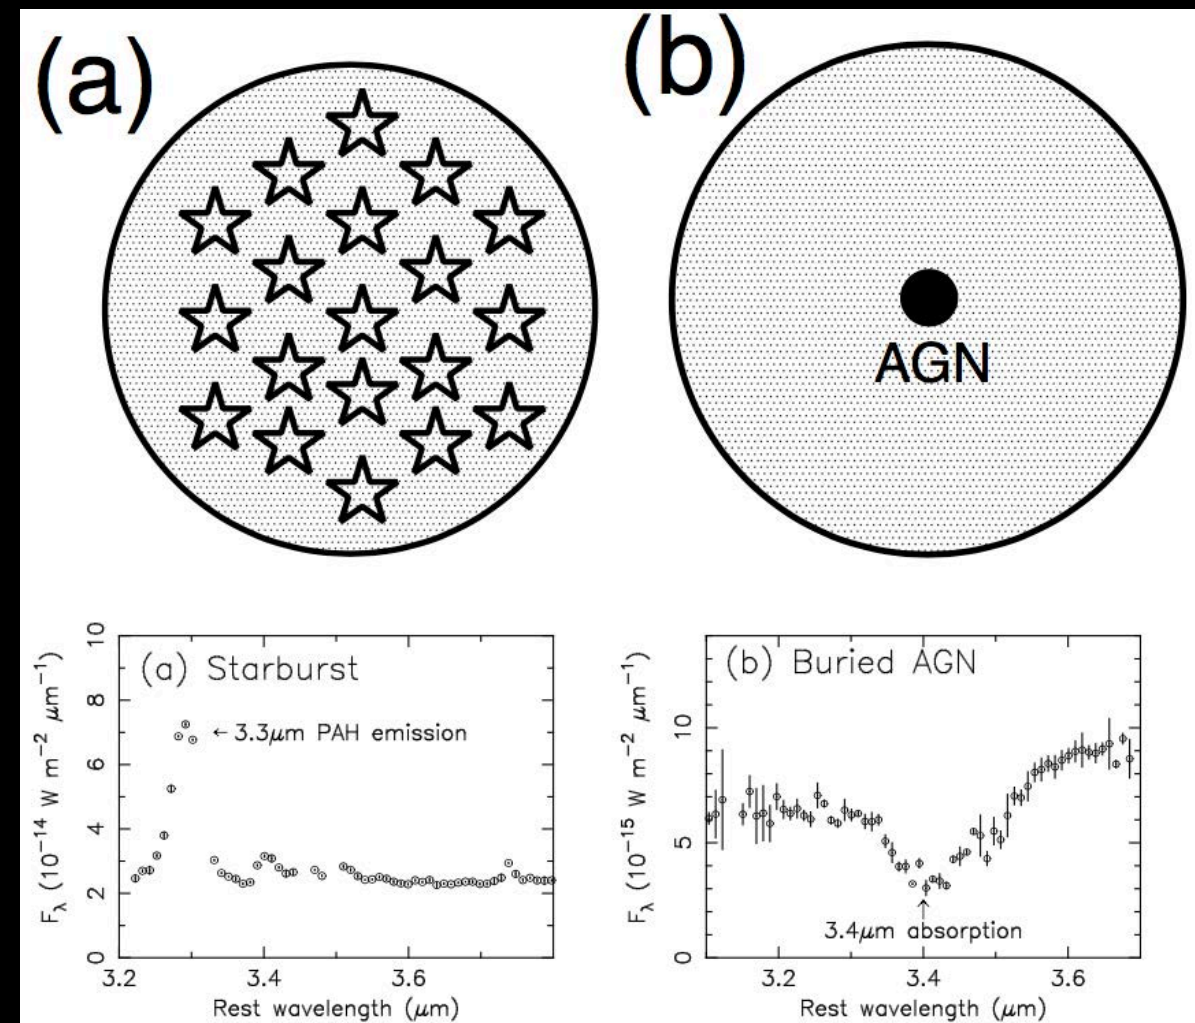 (a)
(b)
AGN
(a) Starburst
← 3.3μm PAH emission
10
8
6
4
2
0
3.2
3.4
3.6
F_λ (10⁻¹⁴ W m⁻² μm⁻¹)
Rest wavelength (μm)
(b) Buried AGN
3.4μm absorption
10
5
0
3.2
3.4
3.6
F_λ (10⁻¹⁵ W m⁻² μm⁻¹)
Rest wavelength (μm)